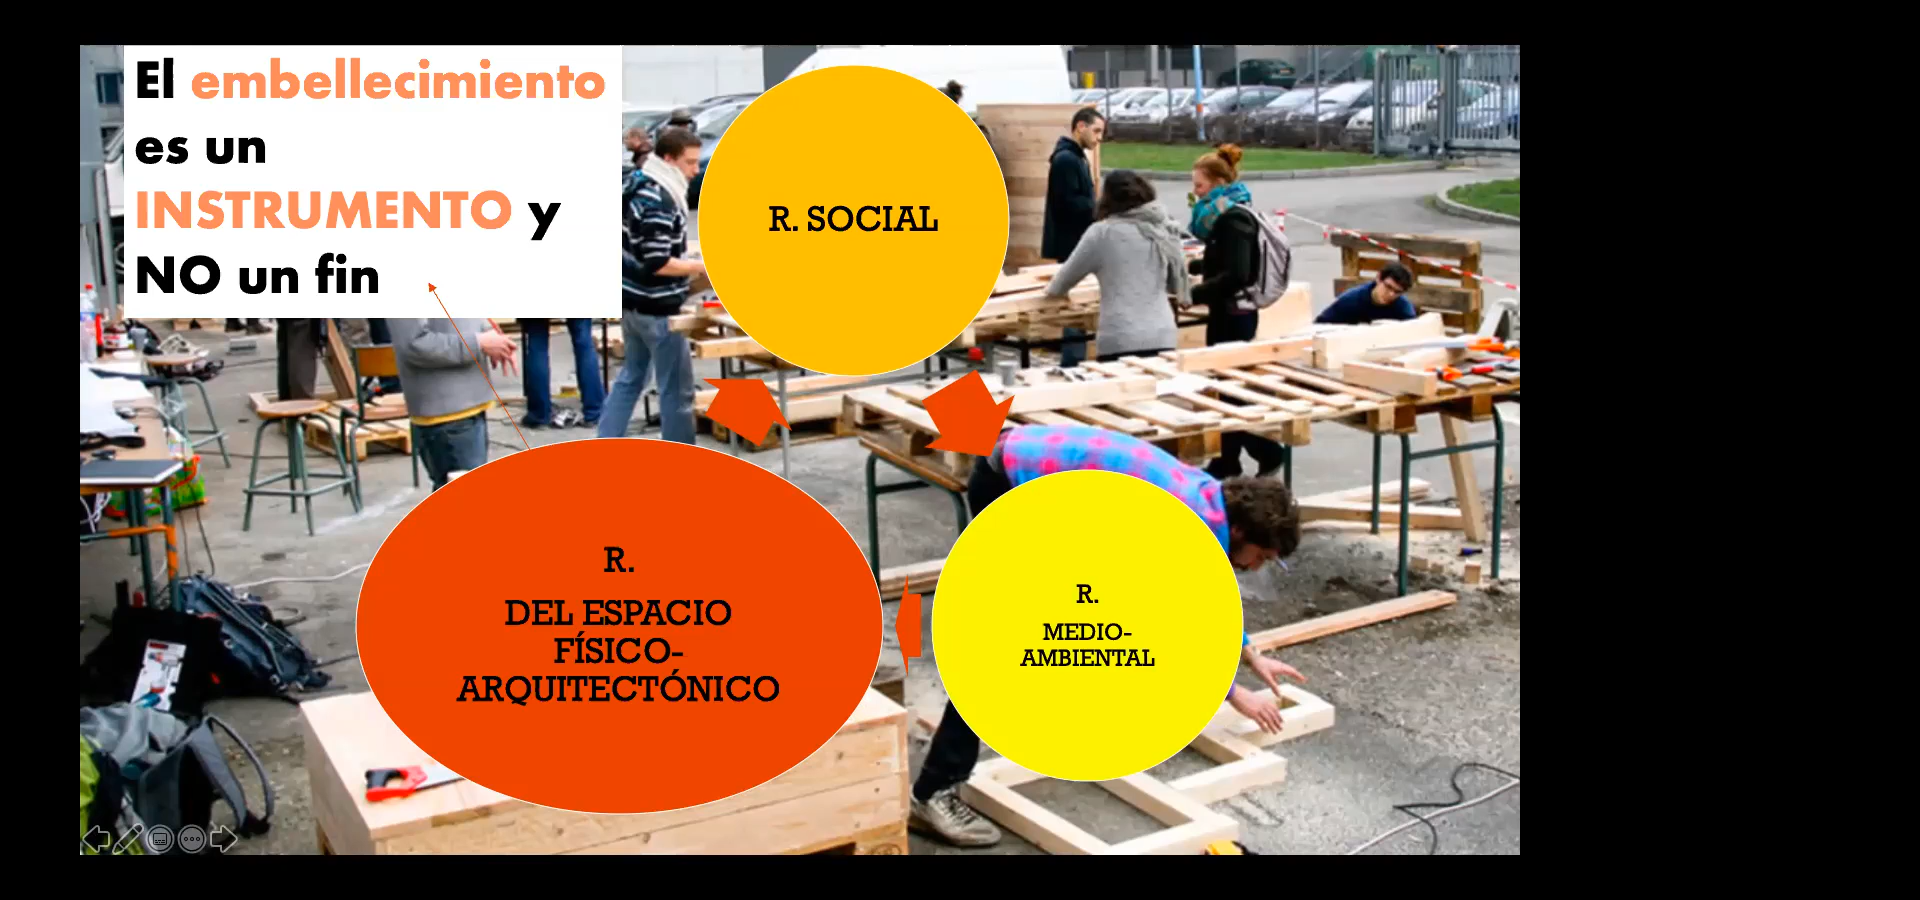 El embellecimiento
es un
INSTRUMENTO y
NO un fin
R. SOCIAL
R.
DEL ESPACIO
FÍSICO-
ARQUITECTÓNICO
R.
MEDIO-
AMBIENTAL